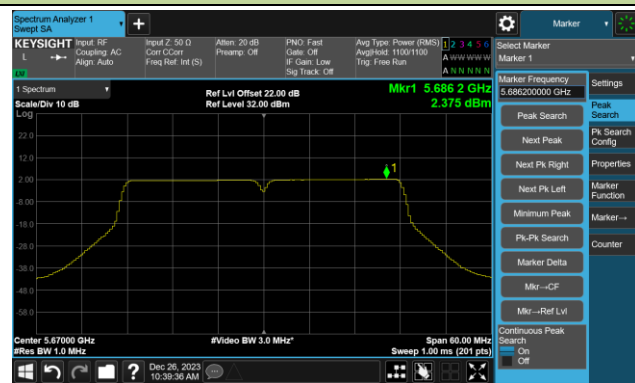 Spectrum Analyzer 1
Swept SA
Marker
KEYSIGHT
L
Input: RF
Coupling: AC
Align: Auto
Input Z: 50 Ω
Corr CCorr
Freq Ref: Int (S)
Atten: 20 dB
Preamp: Off
PNO: Fast
Gate: Off
IF Gain: Low
Sig Track: Off
Avg Type: Power (RMS)
Avg|Hold: 1100/1100
Trig: Free Run
1 2 3 4 5 6
A W W W W W
A N N N N N
Select Marker
Marker 1
LW
1 Spectrum
Scale/Div 10 dB
Log
Ref Lvl Offset 22.00 dB
Ref Level 32.00 dBm
Mkr1 5.686 2 GHz
2.375 dBm
1
22.0
12.0
2.00
-8.00
-18.0
-28.0
-38.0
-48.0
-58.0
Center 5.67000 GHz
#Res BW 1.0 MHz
#Video BW 3.0 MHz*
Span 60.00 MHz
Sweep 1.00 ms (201 pts)
Marker Frequency
5.686200000 GHz
Peak Search
Next Peak
Next Pk Right
Next Pk Left
Minimum Peak
Pk-Pk Search
Marker Delta
Mkr→CF
Mkr→Ref Lvl
Continuous Peak
Search
On
Off
Settings
Peak
Search
Pk Search
Config
Properties
Marker
Function
Marker→
Counter
?
Dec 26, 2023
10:39:36 AM